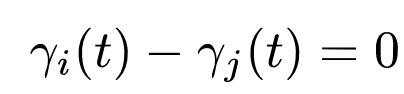 γ_i(t) − γ_j(t) = 0